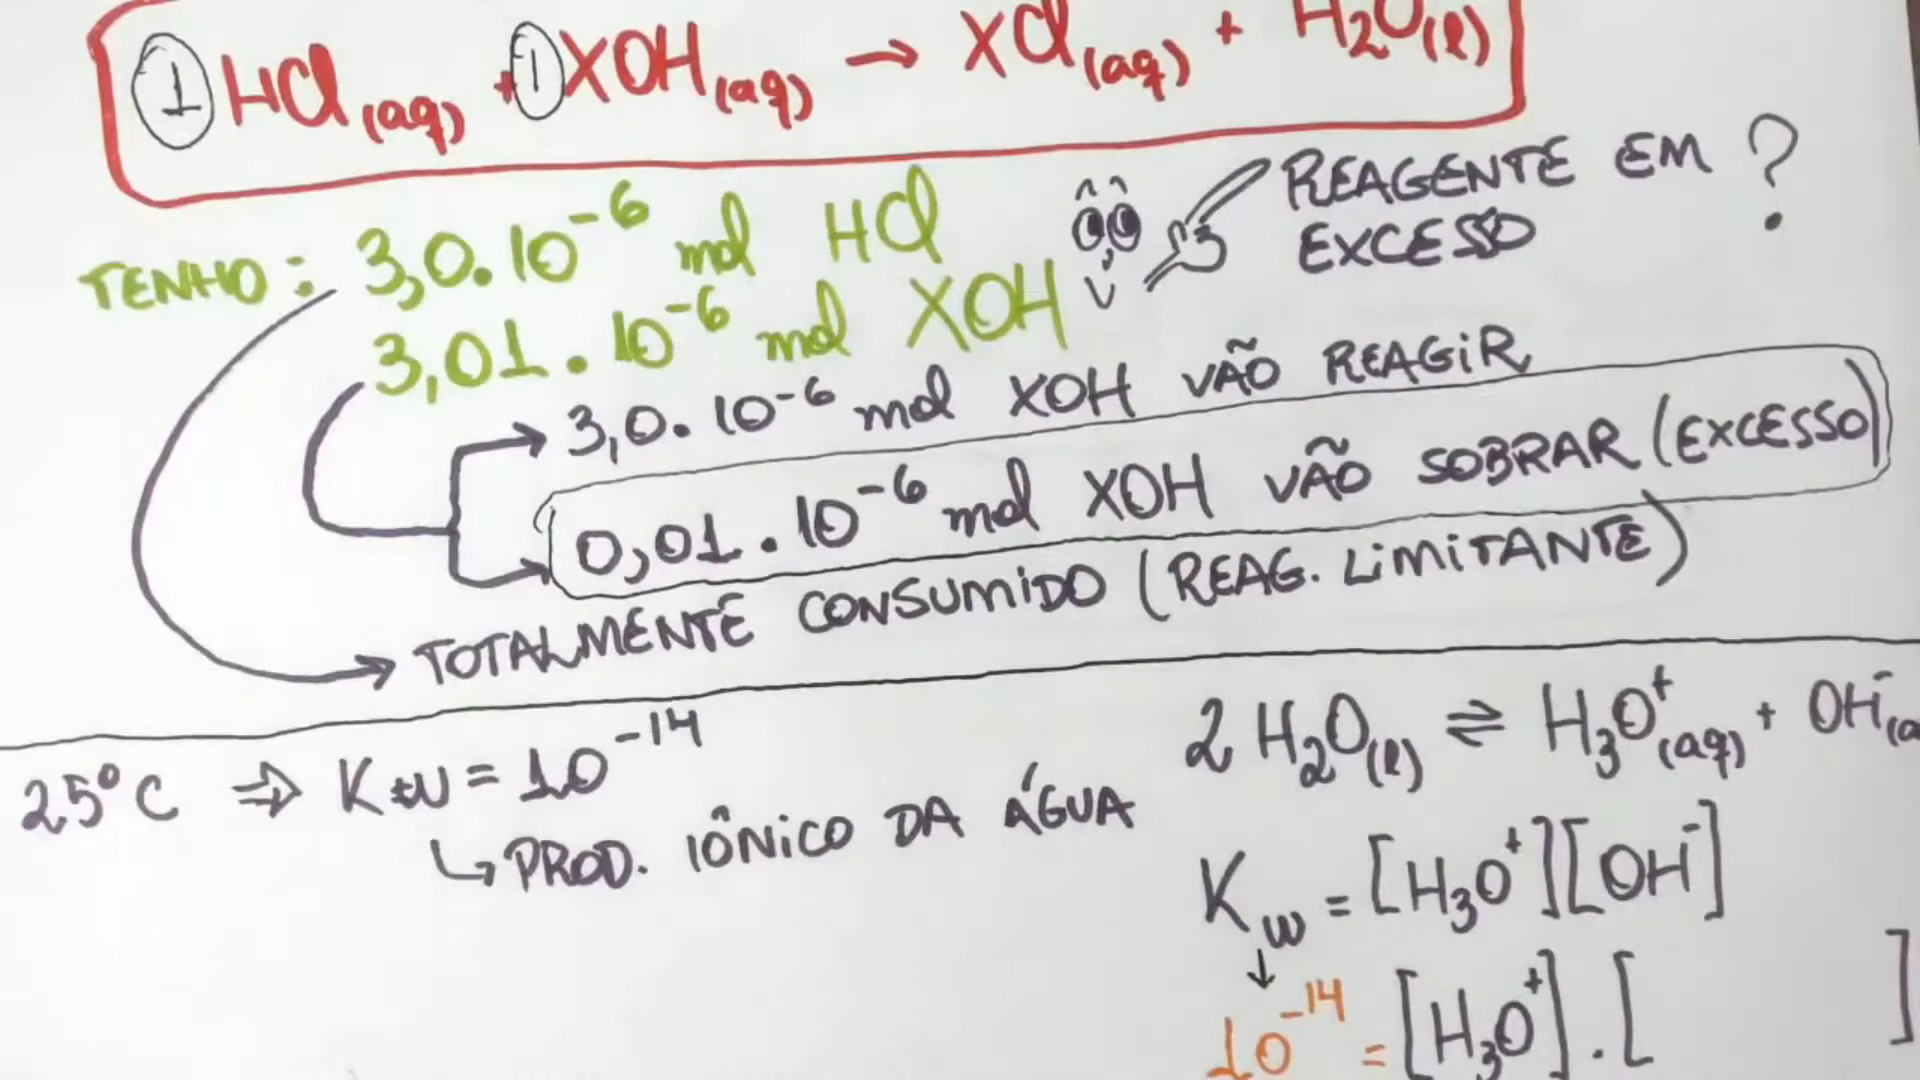 1 HCl(aq) + 1 XOH(aq) → XCl(aq) + H₂O(l)
TENHO: 3,0.10⁻⁶ mol HCl
3,01.10⁻⁶ mol XOH
REAGENTE EM
EXCESSO ?
3,0.10⁻⁶ mol XOH VÃO REAGIR
0,01.10⁻⁶ mol XOH VÃO SOBRAR (EXCESSO)
TOTALMENTE CONSUMIDO (REAG. LIMITANTE)
25°C ⇒ Kw = 10⁻¹⁴
↳ PROD. IÔNICO DA ÁGUA
2 H₂O(l) ⇌ H₃O⁺(aq) + OH⁻(a
Kw = [H₃O⁺][OH⁻]
↓
10⁻¹⁴ = [H₃O⁺].[ ]